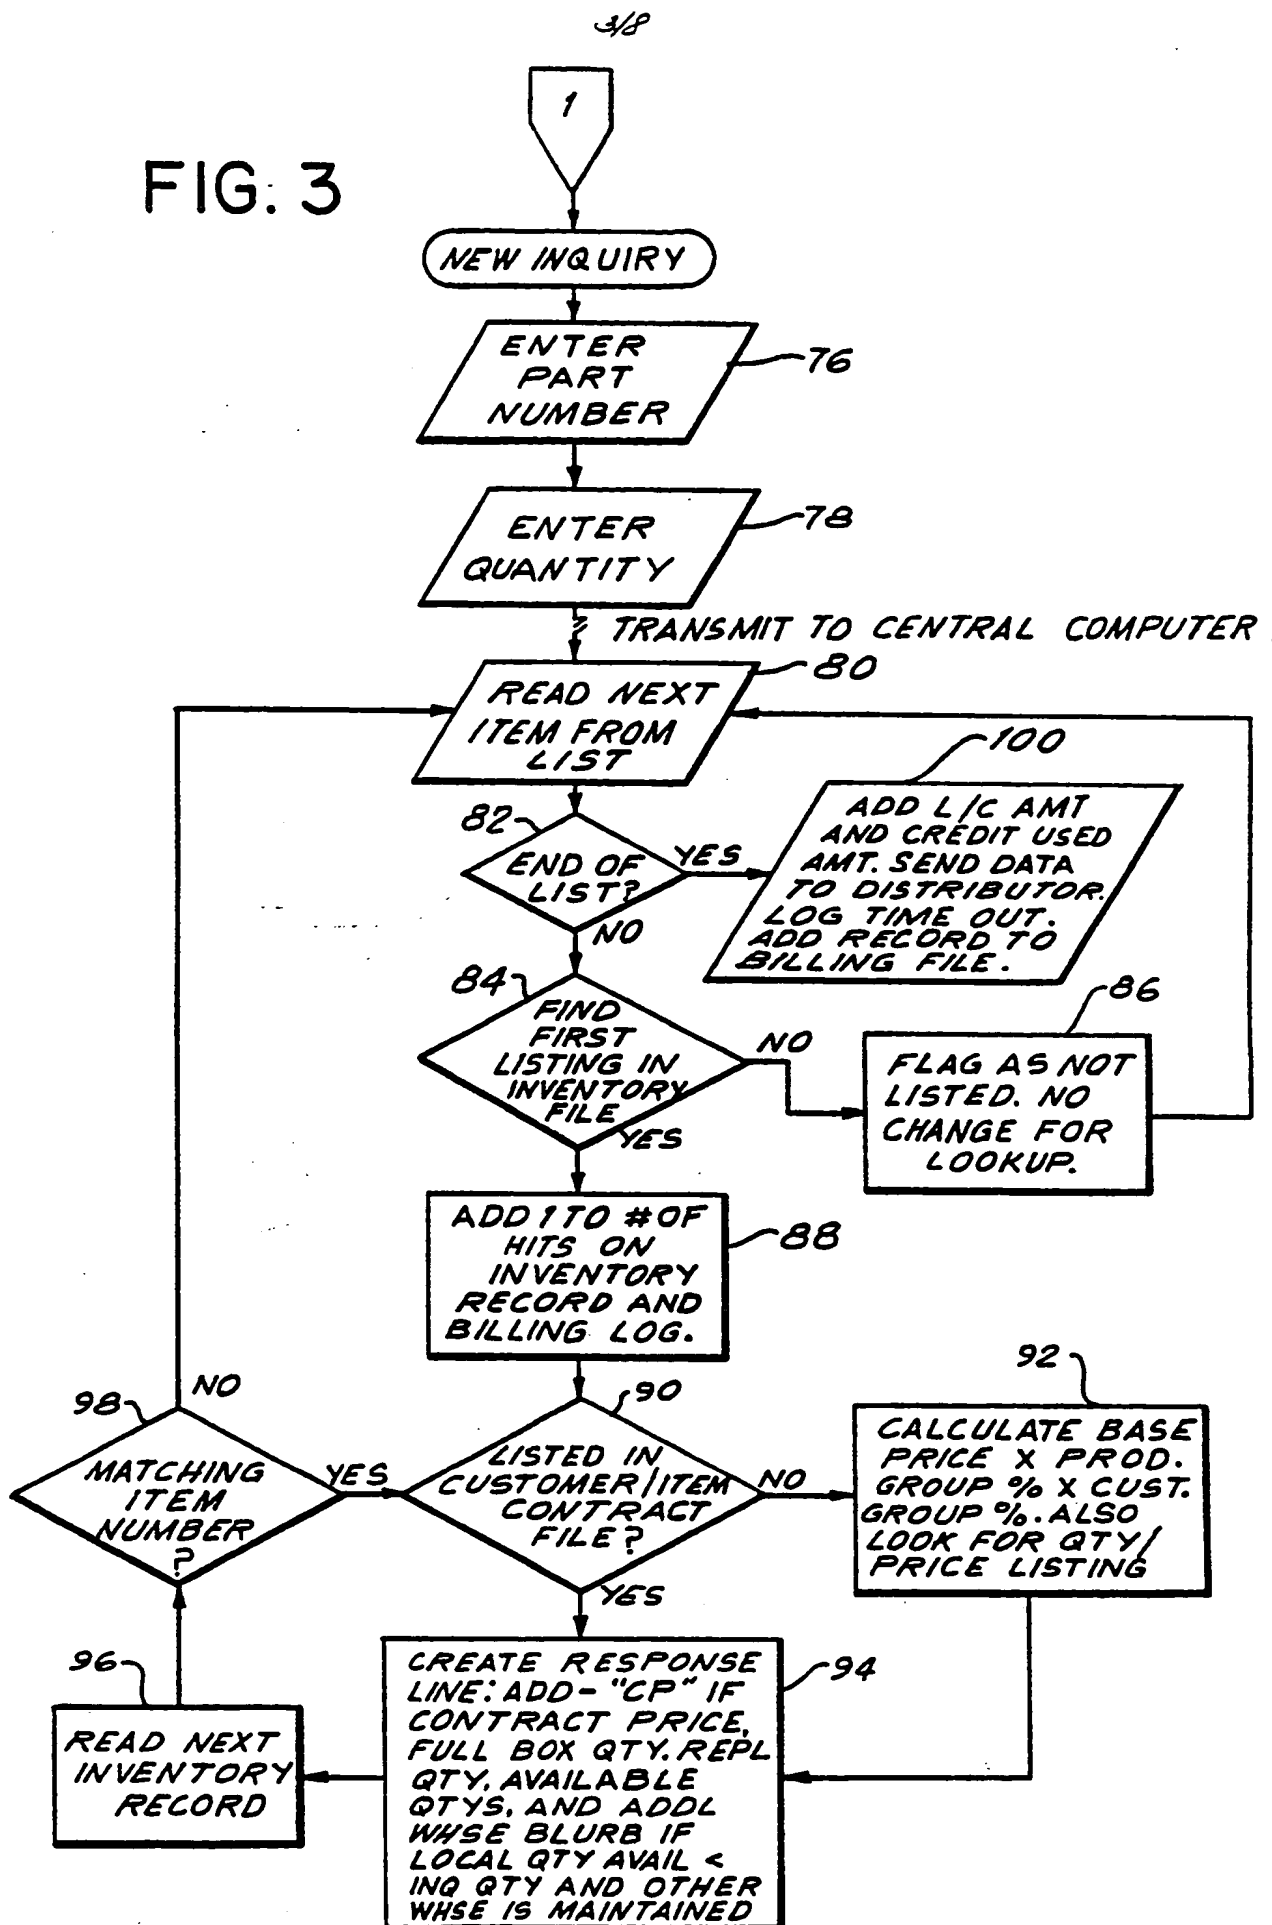 3/8
1
FIG. 3
NEW INQUIRY
ENTER
PART
NUMBER
76
ENTER
QUANTITY
78
TRANSMIT TO CENTRAL COMPUTER
80
READ NEXT
ITEM FROM
LIST
100
ADD L/C AMT
AND CREDIT USED
AMT. SEND DATA
TO DISTRIBUTOR.
LOG TIME OUT.
ADD RECORD TO
BILLING FILE.
82
END OF
LIST?
YES
NO
84
FIND
FIRST
LISTING IN
INVENTORY
FILE
NO
YES
86
FLAG AS NOT
LISTED. NO
CHANGE FOR
LOOKUP.
ADD 1 TO # OF
HITS ON
INVENTORY
RECORD AND
BILLING LOG.
88
90
LISTED IN
CUSTOMER/ITEM
CONTRACT
FILE?
NO
YES
92
CALCULATE BASE
PRICE X PROD.
GROUP % X CUST.
GROUP %. ALSO
LOOK FOR QTY/
PRICE LISTING
98
NO
MATCHING
ITEM
NUMBER
?
YES
96
READ NEXT
INVENTORY
RECORD
CREATE RESPONSE
LINE: ADD - "CP" IF
CONTRACT PRICE,
FULL BOX QTY. REPL
QTY, AVAILABLE
QTYS, AND ADDL
WHSE BLURB IF
LOCAL QTY AVAIL <
INQ QTY AND OTHER
WHSE IS MAINTAINED
94